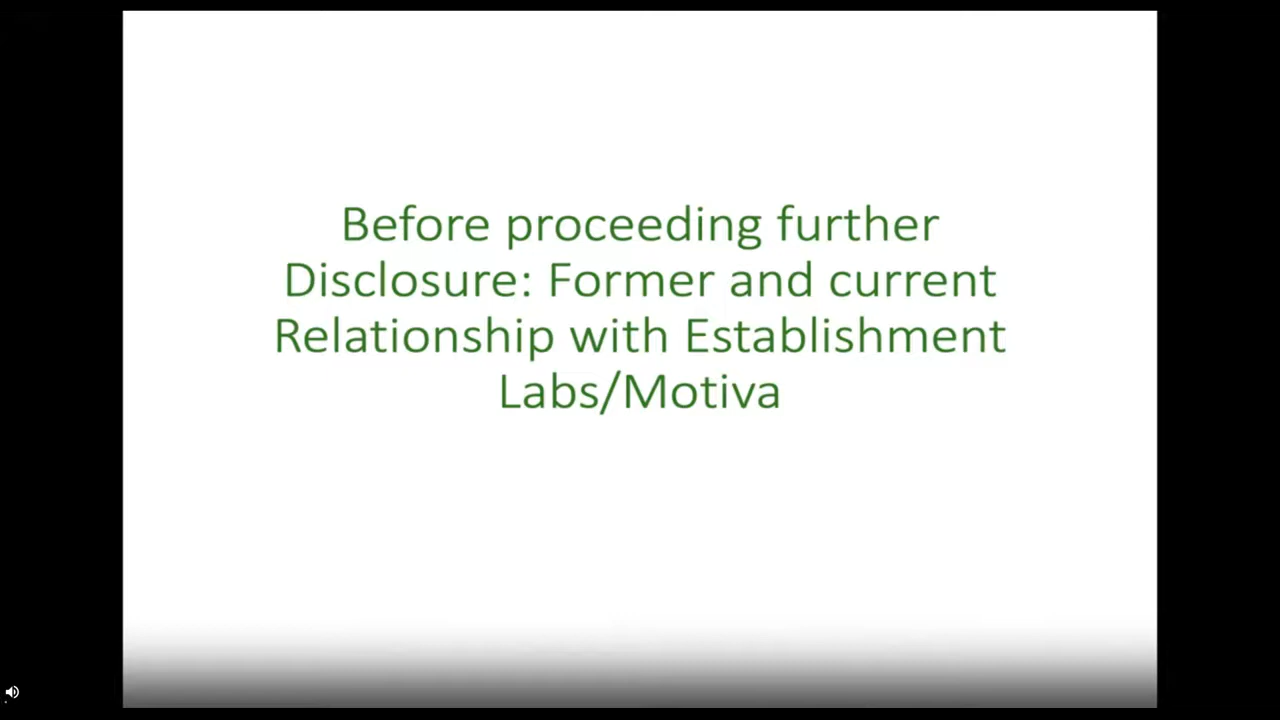 Before proceeding further
Disclosure: Former and current
Relationship with Establishment
Labs/Motiva